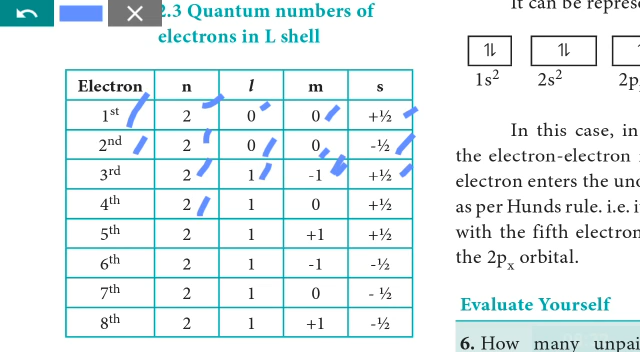 2.3 Quantum numbers of
electrons in L shell
Electron n l m s
1st 2 0 0 +½
2nd 2 0 0 -½
3rd 2 1 -1 +½
4th 2 1 0 +½
5th 2 1 +1 +½
6th 2 1 -1 -½
7th 2 1 0 - ½
8th 2 1 +1 -½
It can be
⥮ ⥮
1s² 2s² 2p
In this case, in
the electron-electron
electron enters the
as per Hunds rule. i.e.
with the fifth electron
the 2pₓ orbital.
Evaluate Yourself
6. How many